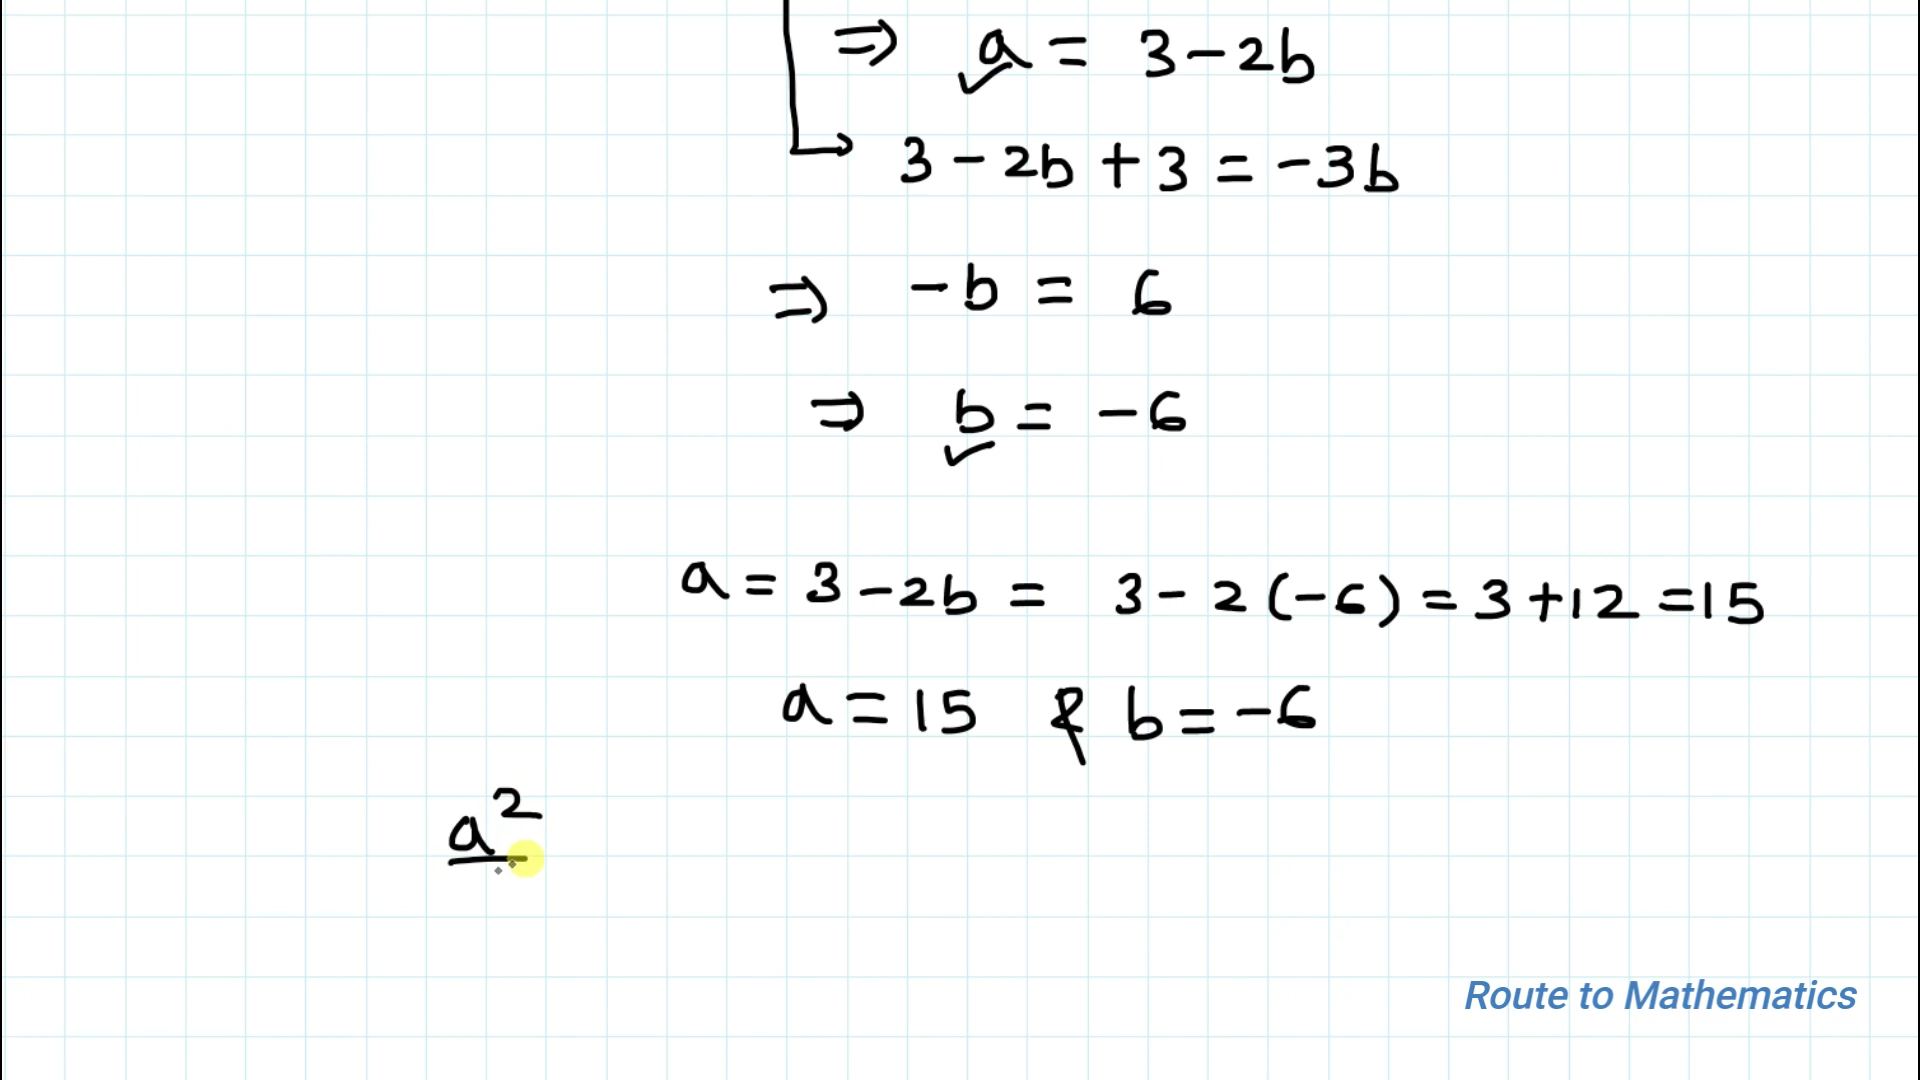 ⇒ a = 3 - 2b
3 - 2b + 3 = -3b
⇒ -b = 6
⇒ b = -6
a = 3 - 2b = 3 - 2(-6) = 3 + 12 = 15
a = 15 & b = -6
a²
Route to Mathematics